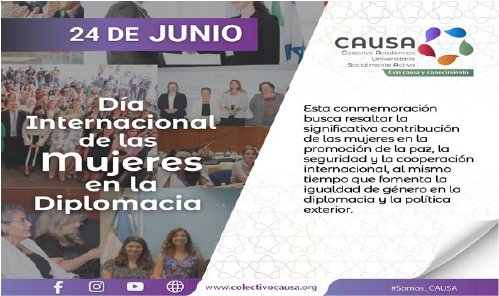 24 DE JUNIO
Día
Internacional
de las
Mujeres
en la
Diplomacia
CAUSA
Colectivo Académico
Universitario
Socialmente Activo
Con causa y conocimiento
Esta conmemoración
busca resaltar la
significativa contribución
de las mujeres en la
promoción de la paz, la
seguridad y la cooperación
internacional, al mismo
tiempo que fomenta la
igualdad de género en la
diplomacia y la política
exterior.
www.colectivocausa.org
#Somos_CAUSA